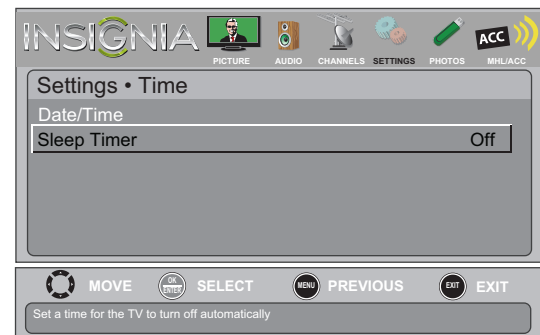 INSIGNIA
PICTURE AUDIO CHANNELS SETTINGS PHOTOS MHL/ACC
ACC
Settings • Time
Date/Time
Sleep Timer Off
MOVE OK ENTER SELECT MENU PREVIOUS EXIT EXIT
Set a time for the TV to turn off automatically